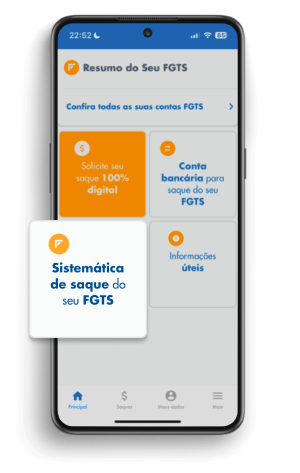 22:52
Resumo do Seu FGTS
Confira todas as suas contas FGTS
Solicite seu
saque 100%
digital
Conta
bancária para
saque do seu
FGTS
Sistemática
de saque do
seu FGTS
Informações
úteis
Principal
Saques
Meus dados
Mais